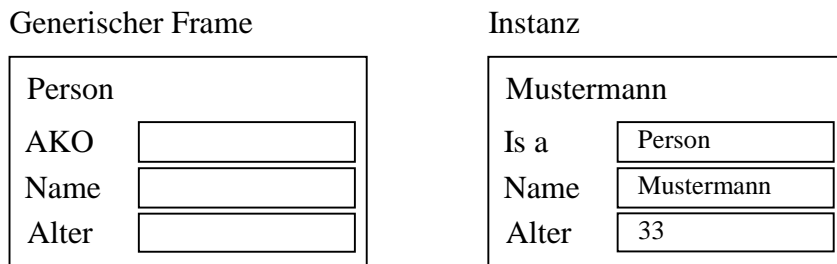 Generischer Frame
Person
AKO
Name
Alter
Instanz
Mustermann
Is a Person
Name Mustermann
Alter 33